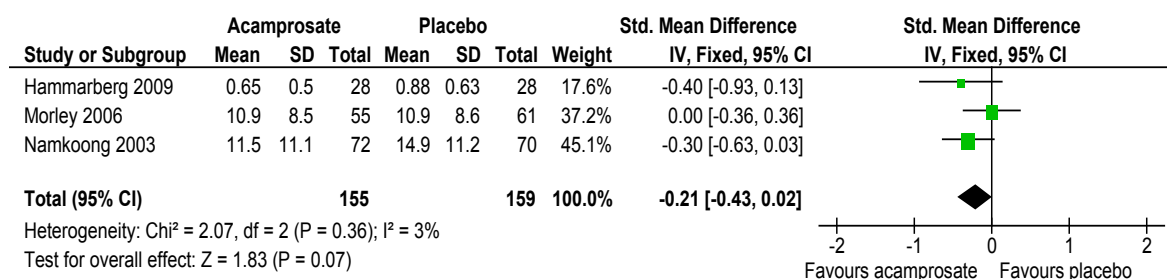 Acamprosate Placebo Std. Mean Difference Std. Mean Difference
Study or Subgroup Mean SD Total Mean SD Total Weight IV, Fixed, 95% CI IV, Fixed, 95% CI
Hammarberg 2009 0.65 0.5 28 0.88 0.63 28 17.6% -0.40 [-0.93, 0.13]
Morley 2006 10.9 8.5 55 10.9 8.6 61 37.2% 0.00 [-0.36, 0.36]
Namkoong 2003 11.5 11.1 72 14.9 11.2 70 45.1% -0.30 [-0.63, 0.03]
Total (95% CI) 155 159 100.0% -0.21 [-0.43, 0.02]
Heterogeneity: Chi² = 2.07, df = 2 (P = 0.36); I² = 3%
Test for overall effect: Z = 1.83 (P = 0.07)
-2 -1 0 1 2
Favours acamprosate Favours placebo